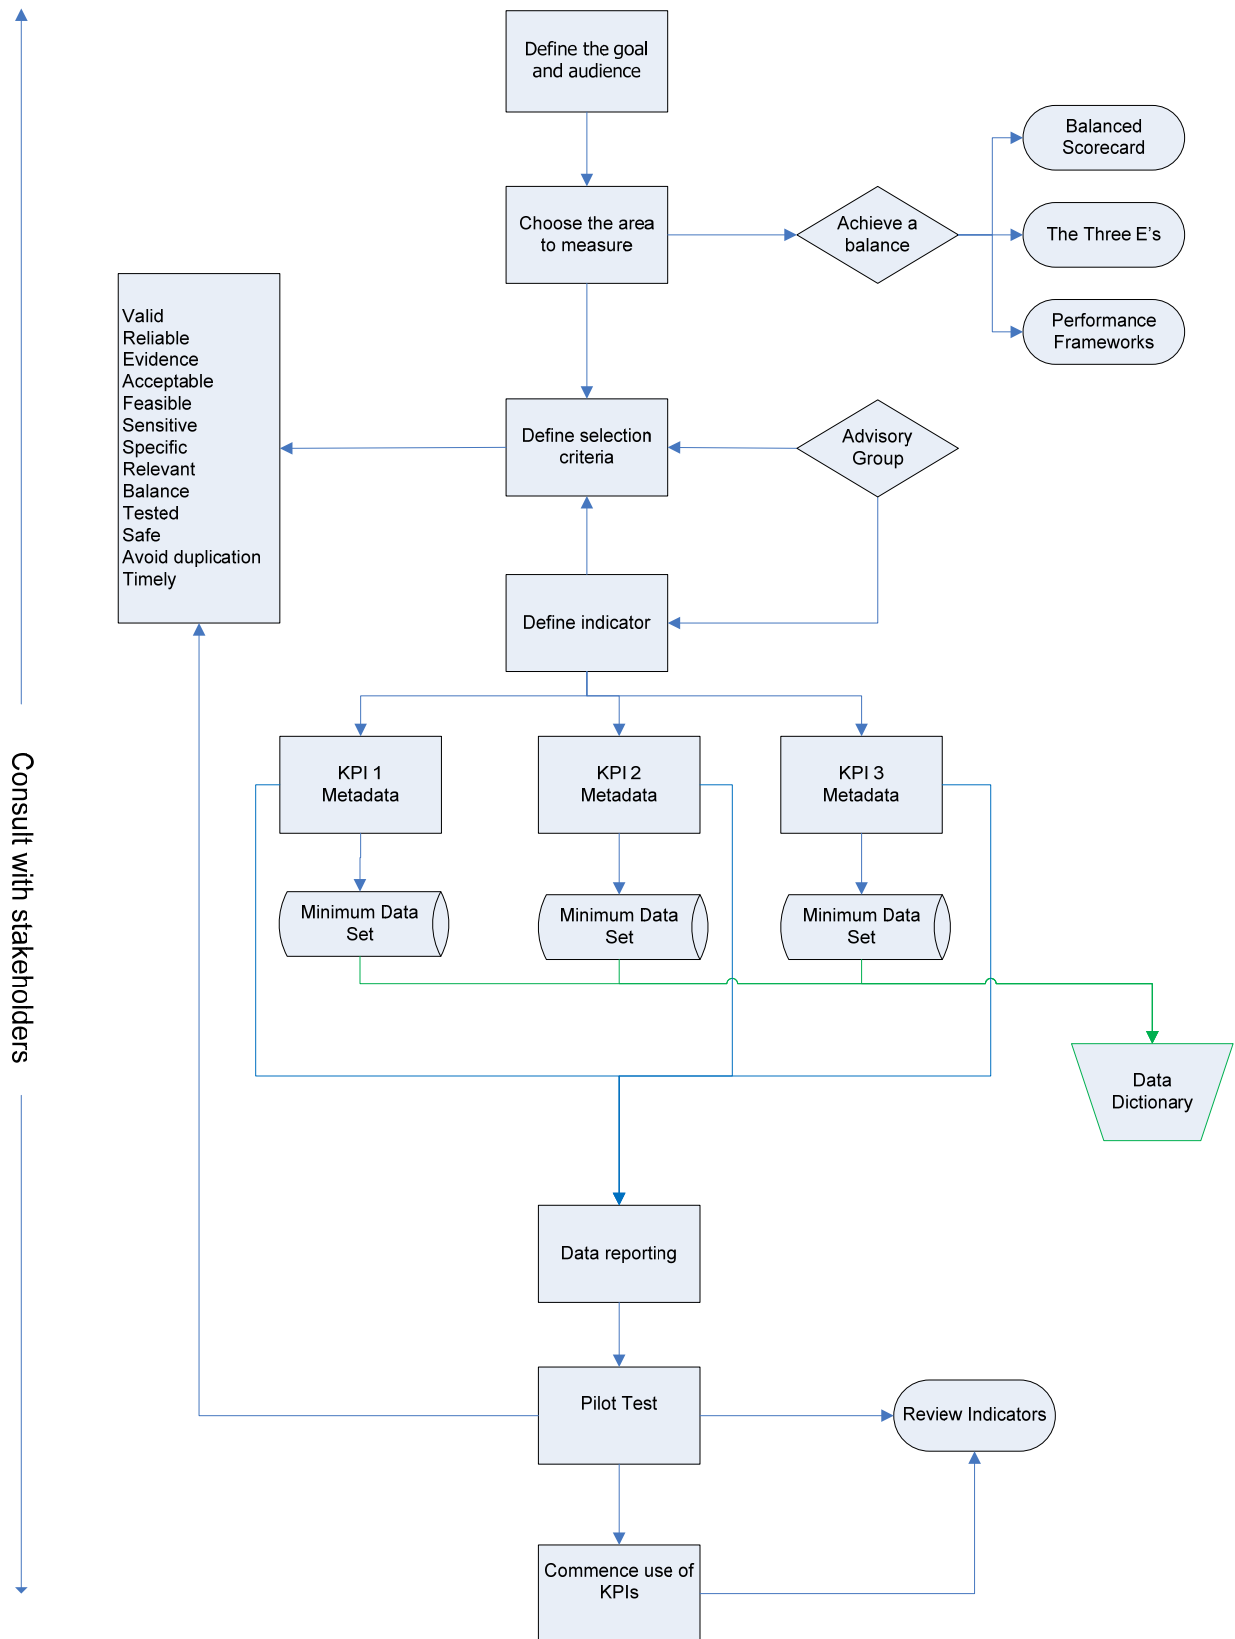 Define the goal
and audience
Balanced
Scorecard
Choose the area
to measure
Achieve a
balance
The Three E's
Performance
Frameworks
Valid
Reliable
Evidence
Acceptable
Feasible
Sensitive
Specific
Relevant
Balance
Tested
Safe
Avoid duplication
Timely
Define selection
criteria
Advisory
Group
Define indicator
Consult with stakeholders
KPI 1
Metadata
KPI 2
Metadata
KPI 3
Metadata
Minimum Data
Set
Minimum Data
Set
Minimum Data
Set
Data
Dictionary
Data reporting
Pilot Test
Review Indicators
Commence use of
KPIs